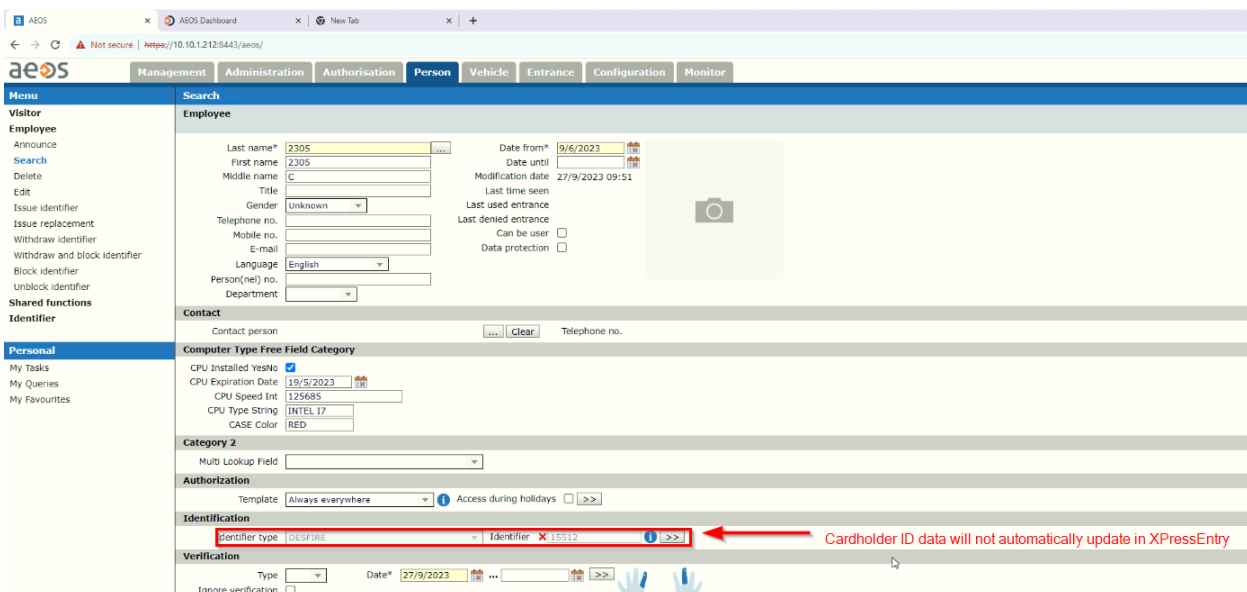 AEOS × AEOS Dashboard × New Tab × +
Not secure | https://10.10.1.212:8443/aeos/
aeos Management Administration Authorisation Person Vehicle Entrance Configuration Monitor
Menu
Visitor
Employee
Announce
Search
Delete
Edit
Issue identifier
Issue replacement
Withdraw identifier
Withdraw and block identifier
Block identifier
Unblock identifier
Shared functions
Identifier
Personal
My Tasks
My Queries
My Favourites
Search
Employee
Last name* 2305 ... Date from* 9/6/2023
First name 2305 Date until
Middle name C Modification date 27/9/2023 09:51
Title Last time seen
Gender Unknown Last used entrance
Telephone no. Last denied entrance
Mobile no. Can be user
E-mail Data protection
Language English
Person(nel) no.
Department
Contact
Contact person ... Clear Telephone no.
Computer Type Free Field Category
CPU Installed YesNo
CPU Expiration Date 19/5/2023
CPU Speed Int 125685
CPU Type String INTEL I7
CASE Color RED
Category 2
Multi Lookup Field
Authorization
Template Always everywhere i Access during holidays >>
Identification
Identifier type DESFIRE Identifier 15512 i >>
Cardholder ID data will not automatically update in XPressEntry
Verification
Type Date* 27/9/2023 ... >>
Ignore verification